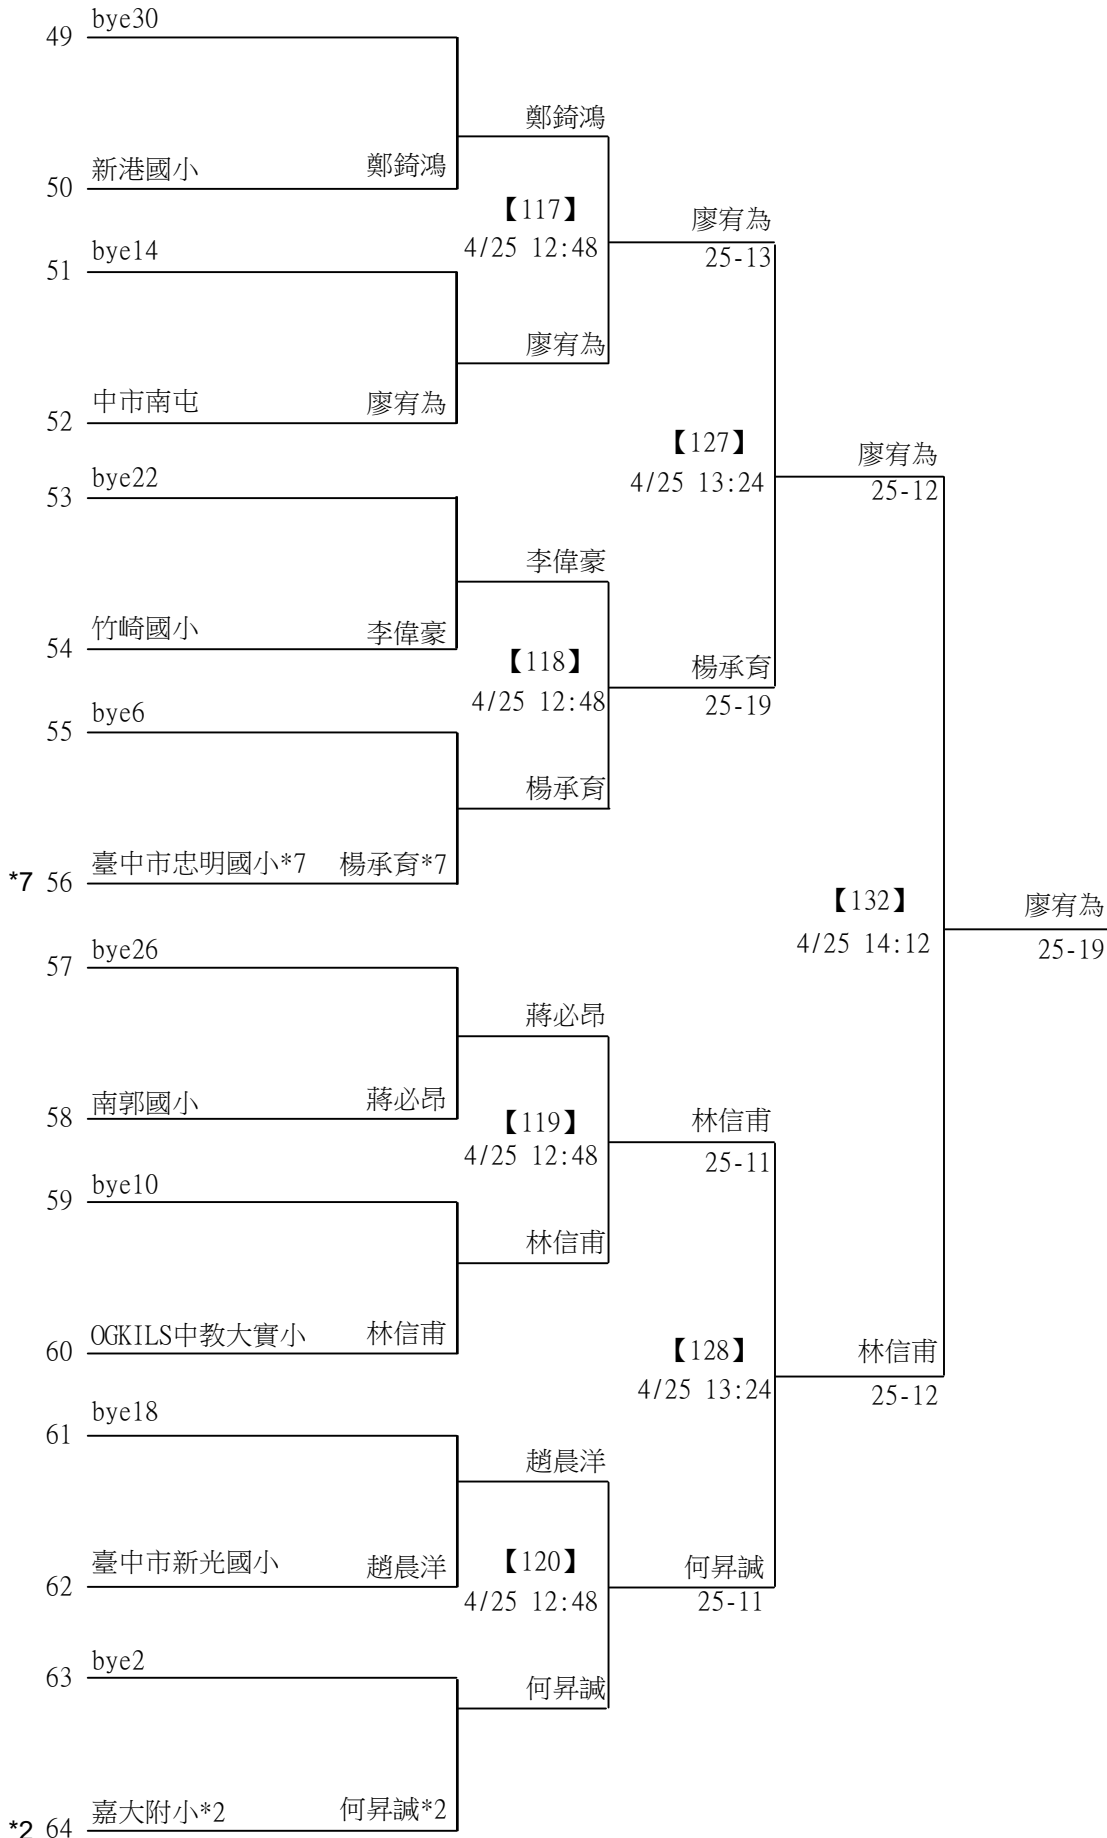 bye30
49
鄭錡鴻
新港國小 鄭錡鴻
50
【117】
4/25 12:48
廖宥為
25-13
bye14
51
廖宥為
中市南屯 廖宥為
52
【127】
4/25 13:24
廖宥為
25-12
bye22
53
李偉豪
竹崎國小 李偉豪
54
【118】
4/25 12:48
楊承育
25-19
bye6
55
楊承育
臺中市忠明國小*7 楊承育*7
*7 56
【132】
4/25 14:12
廖宥為
25-19
bye26
57
蔣必昂
南郭國小 蔣必昂
58
【119】
4/25 12:48
林信甫
25-11
bye10
59
林信甫
OGKILS中教大實小 林信甫
60
【128】
4/25 13:24
林信甫
25-12
bye18
61
趙晨洋
臺中市新光國小 趙晨洋
62
【120】
4/25 12:48
何昇諴
25-11
bye2
63
何昇諴
嘉大附小*2 何昇諴*2
*2 64